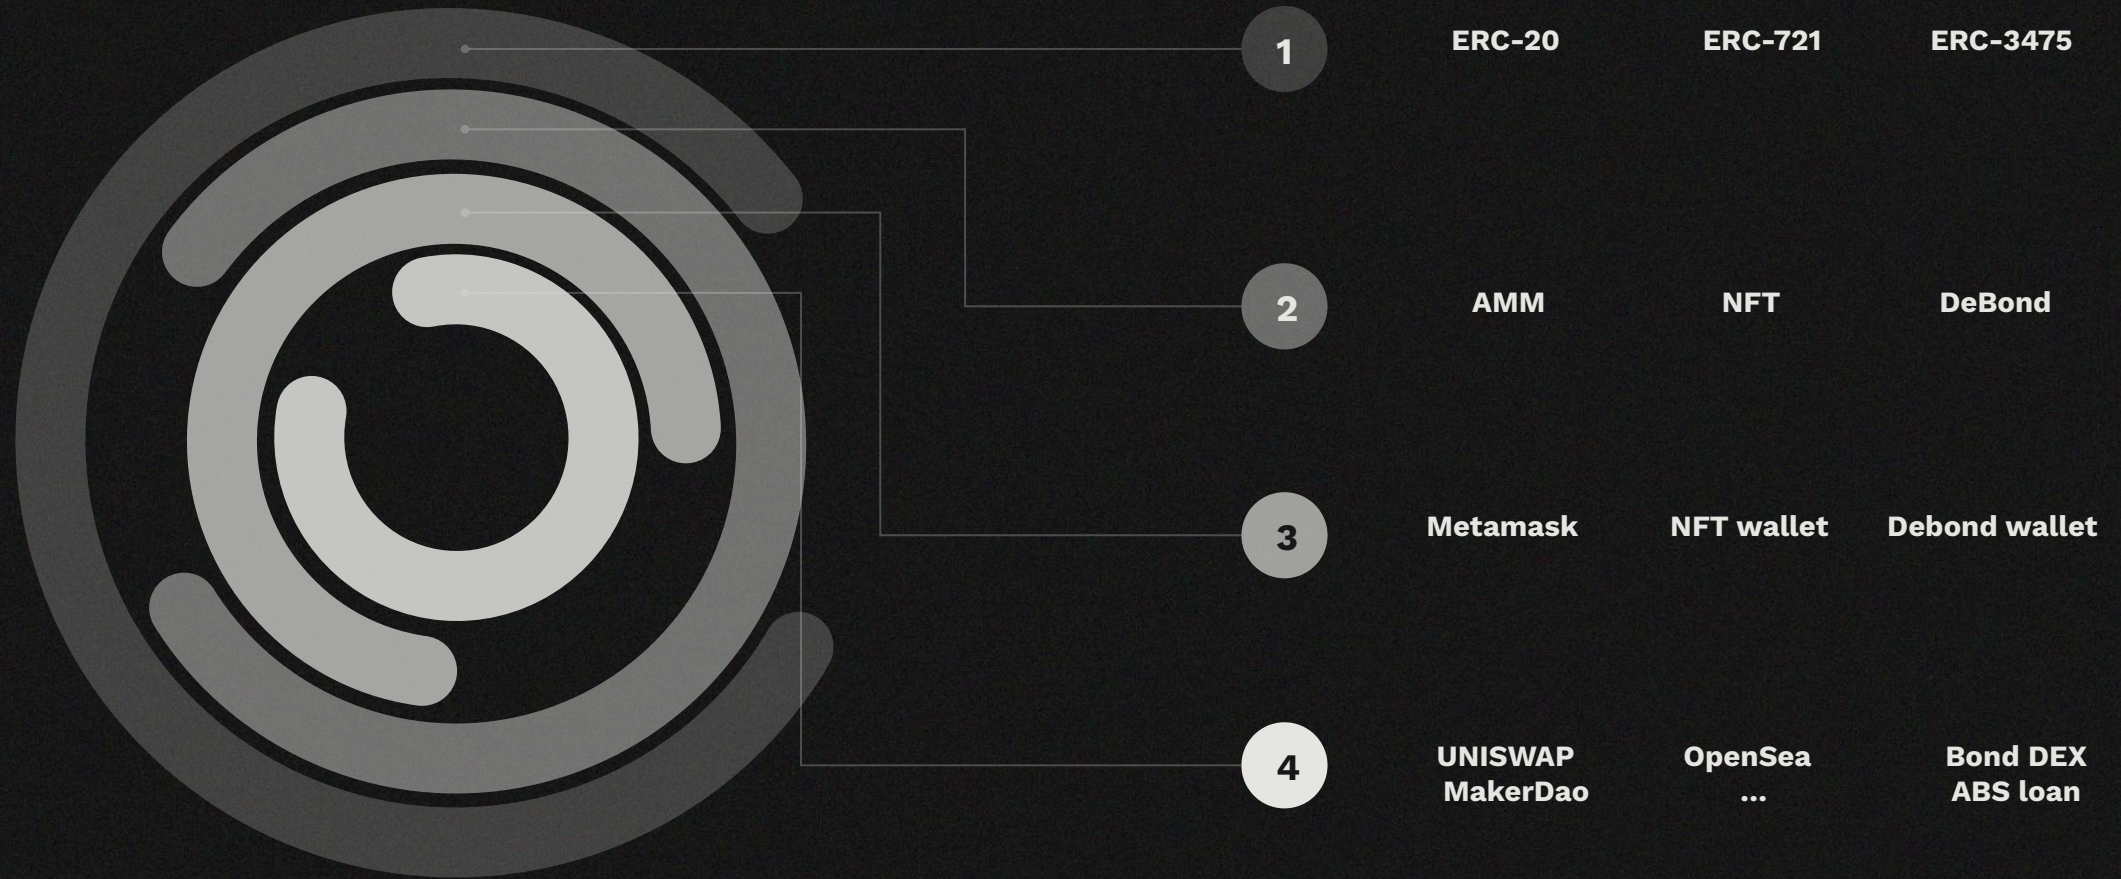 1 ERC-20 ERC-721 ERC-3475
2 AMM NFT DeBond
3 Metamask NFT wallet Debond wallet
4 UNISWAP OpenSea Bond DEX
MakerDao ... ABS loan